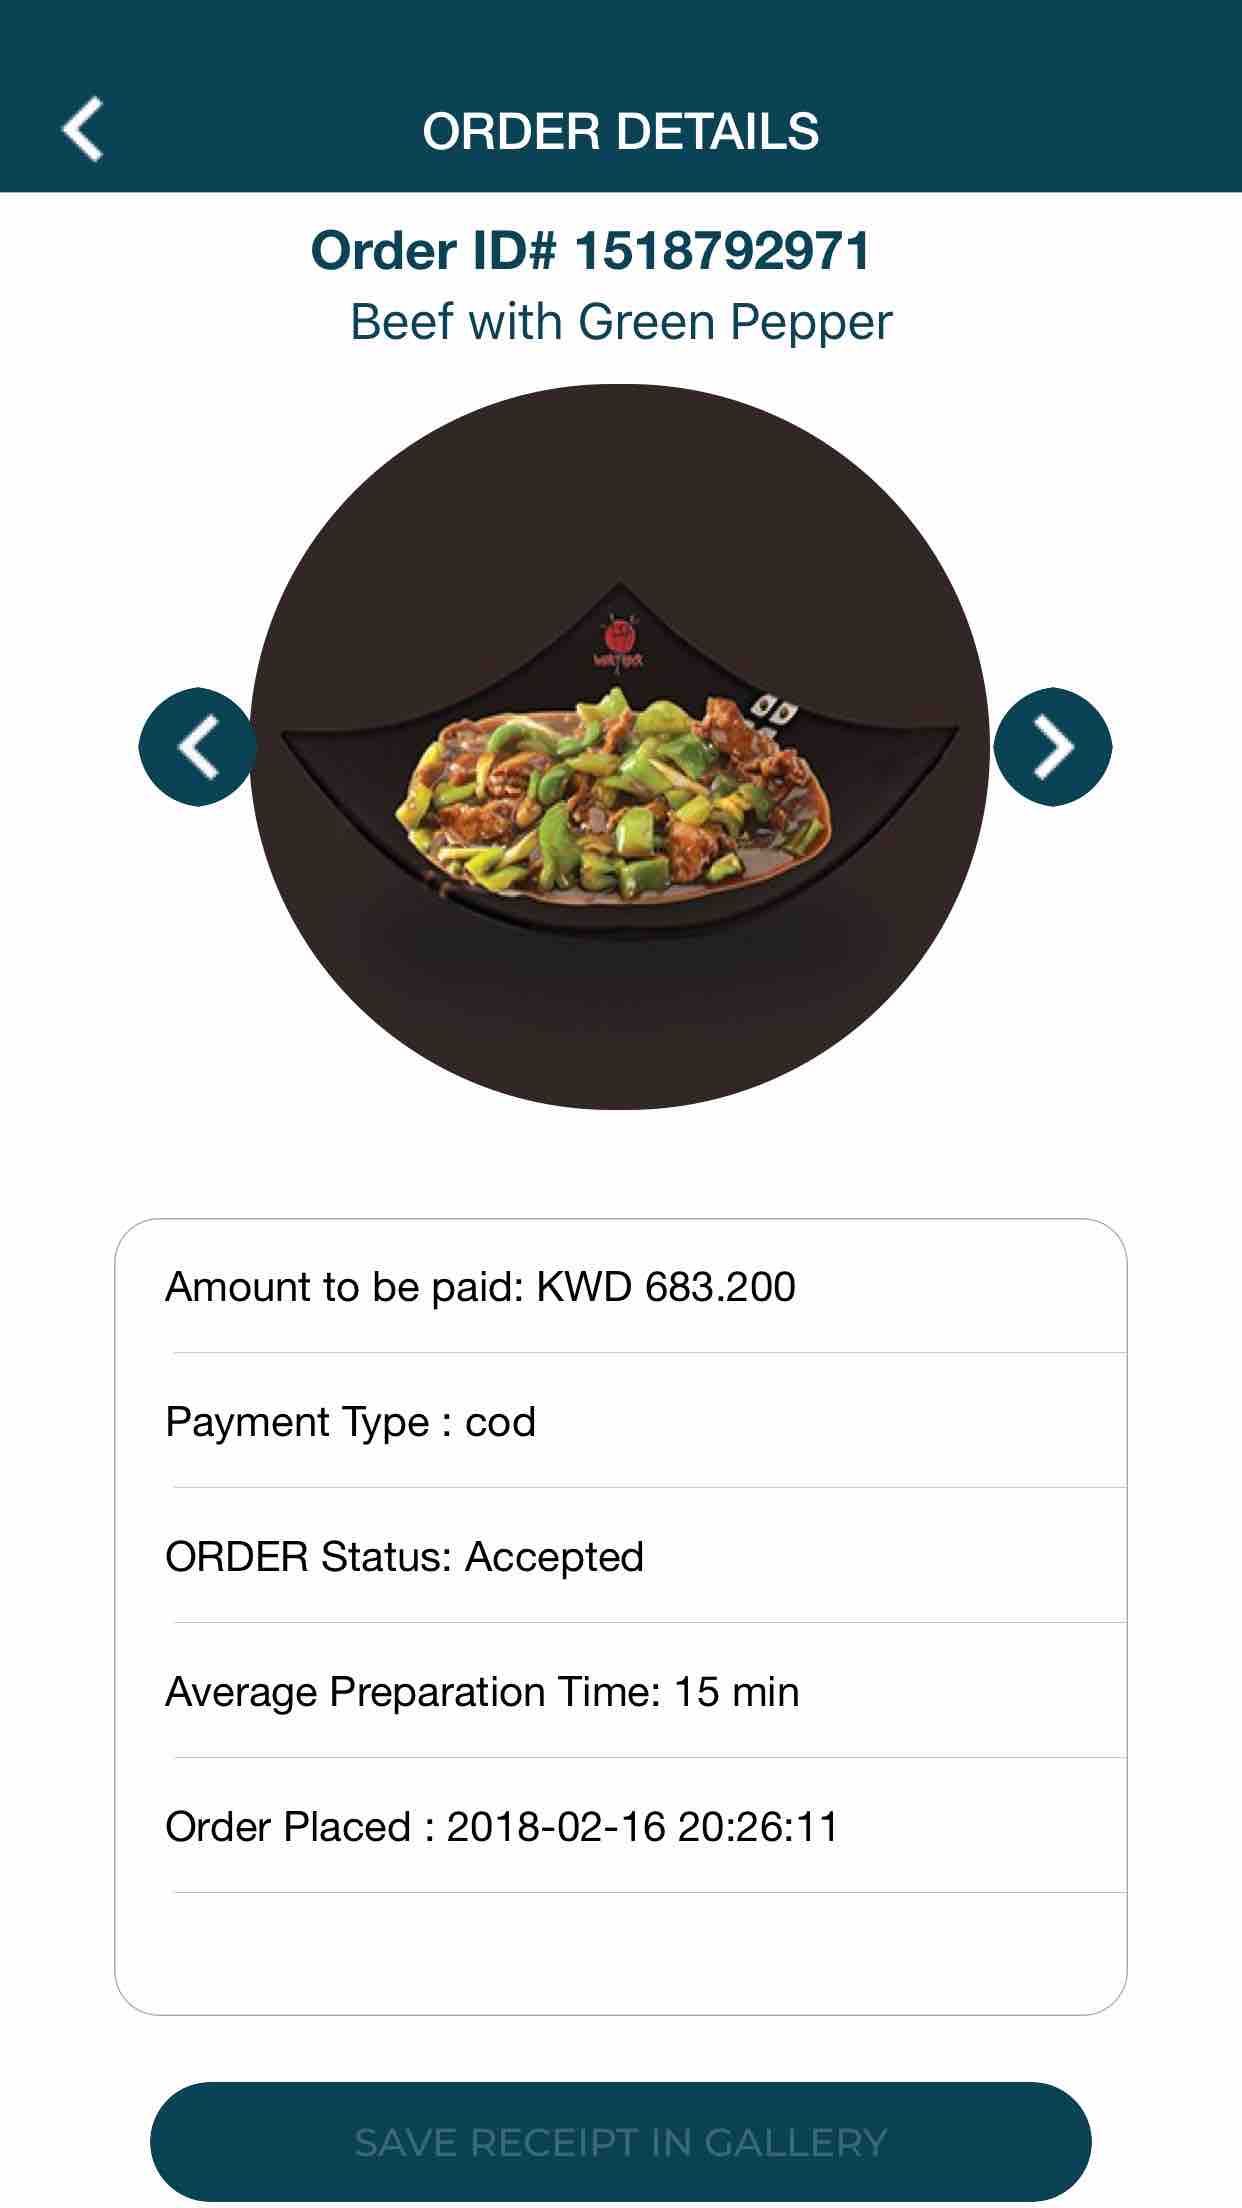 ORDER DETAILS
Order ID# 1518792971
Beef with Green Pepper
Amount to be paid: KWD 683.200
Payment Type : cod
ORDER Status: Accepted
Average Preparation Time: 15 min
Order Placed : 2018-02-16 20:26:11
SAVE RECEIPT IN GALLERY